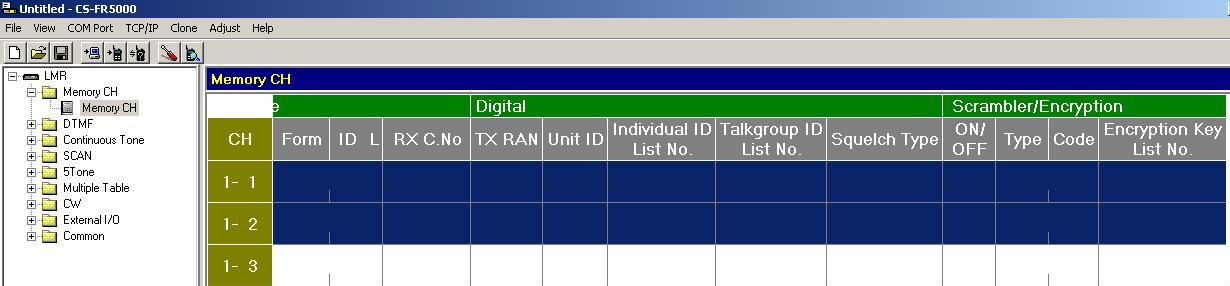 Untitled - CS-FR5000
File View COM Port TCP/IP Clone Adjust Help
LMR
Memory CH
Memory CH
DTMF
Continuous Tone
SCAN
5Tone
Multiple Table
CW
External I/O
Common
Memory CH
e Digital Scrambler/Encryption
CH Form ID L RX C.No TX RAN Unit ID Individual ID List No. Talkgroup ID List No. Squelch Type ON/OFF Type Code Encryption Key List No.
1- 1
1- 2
1- 3